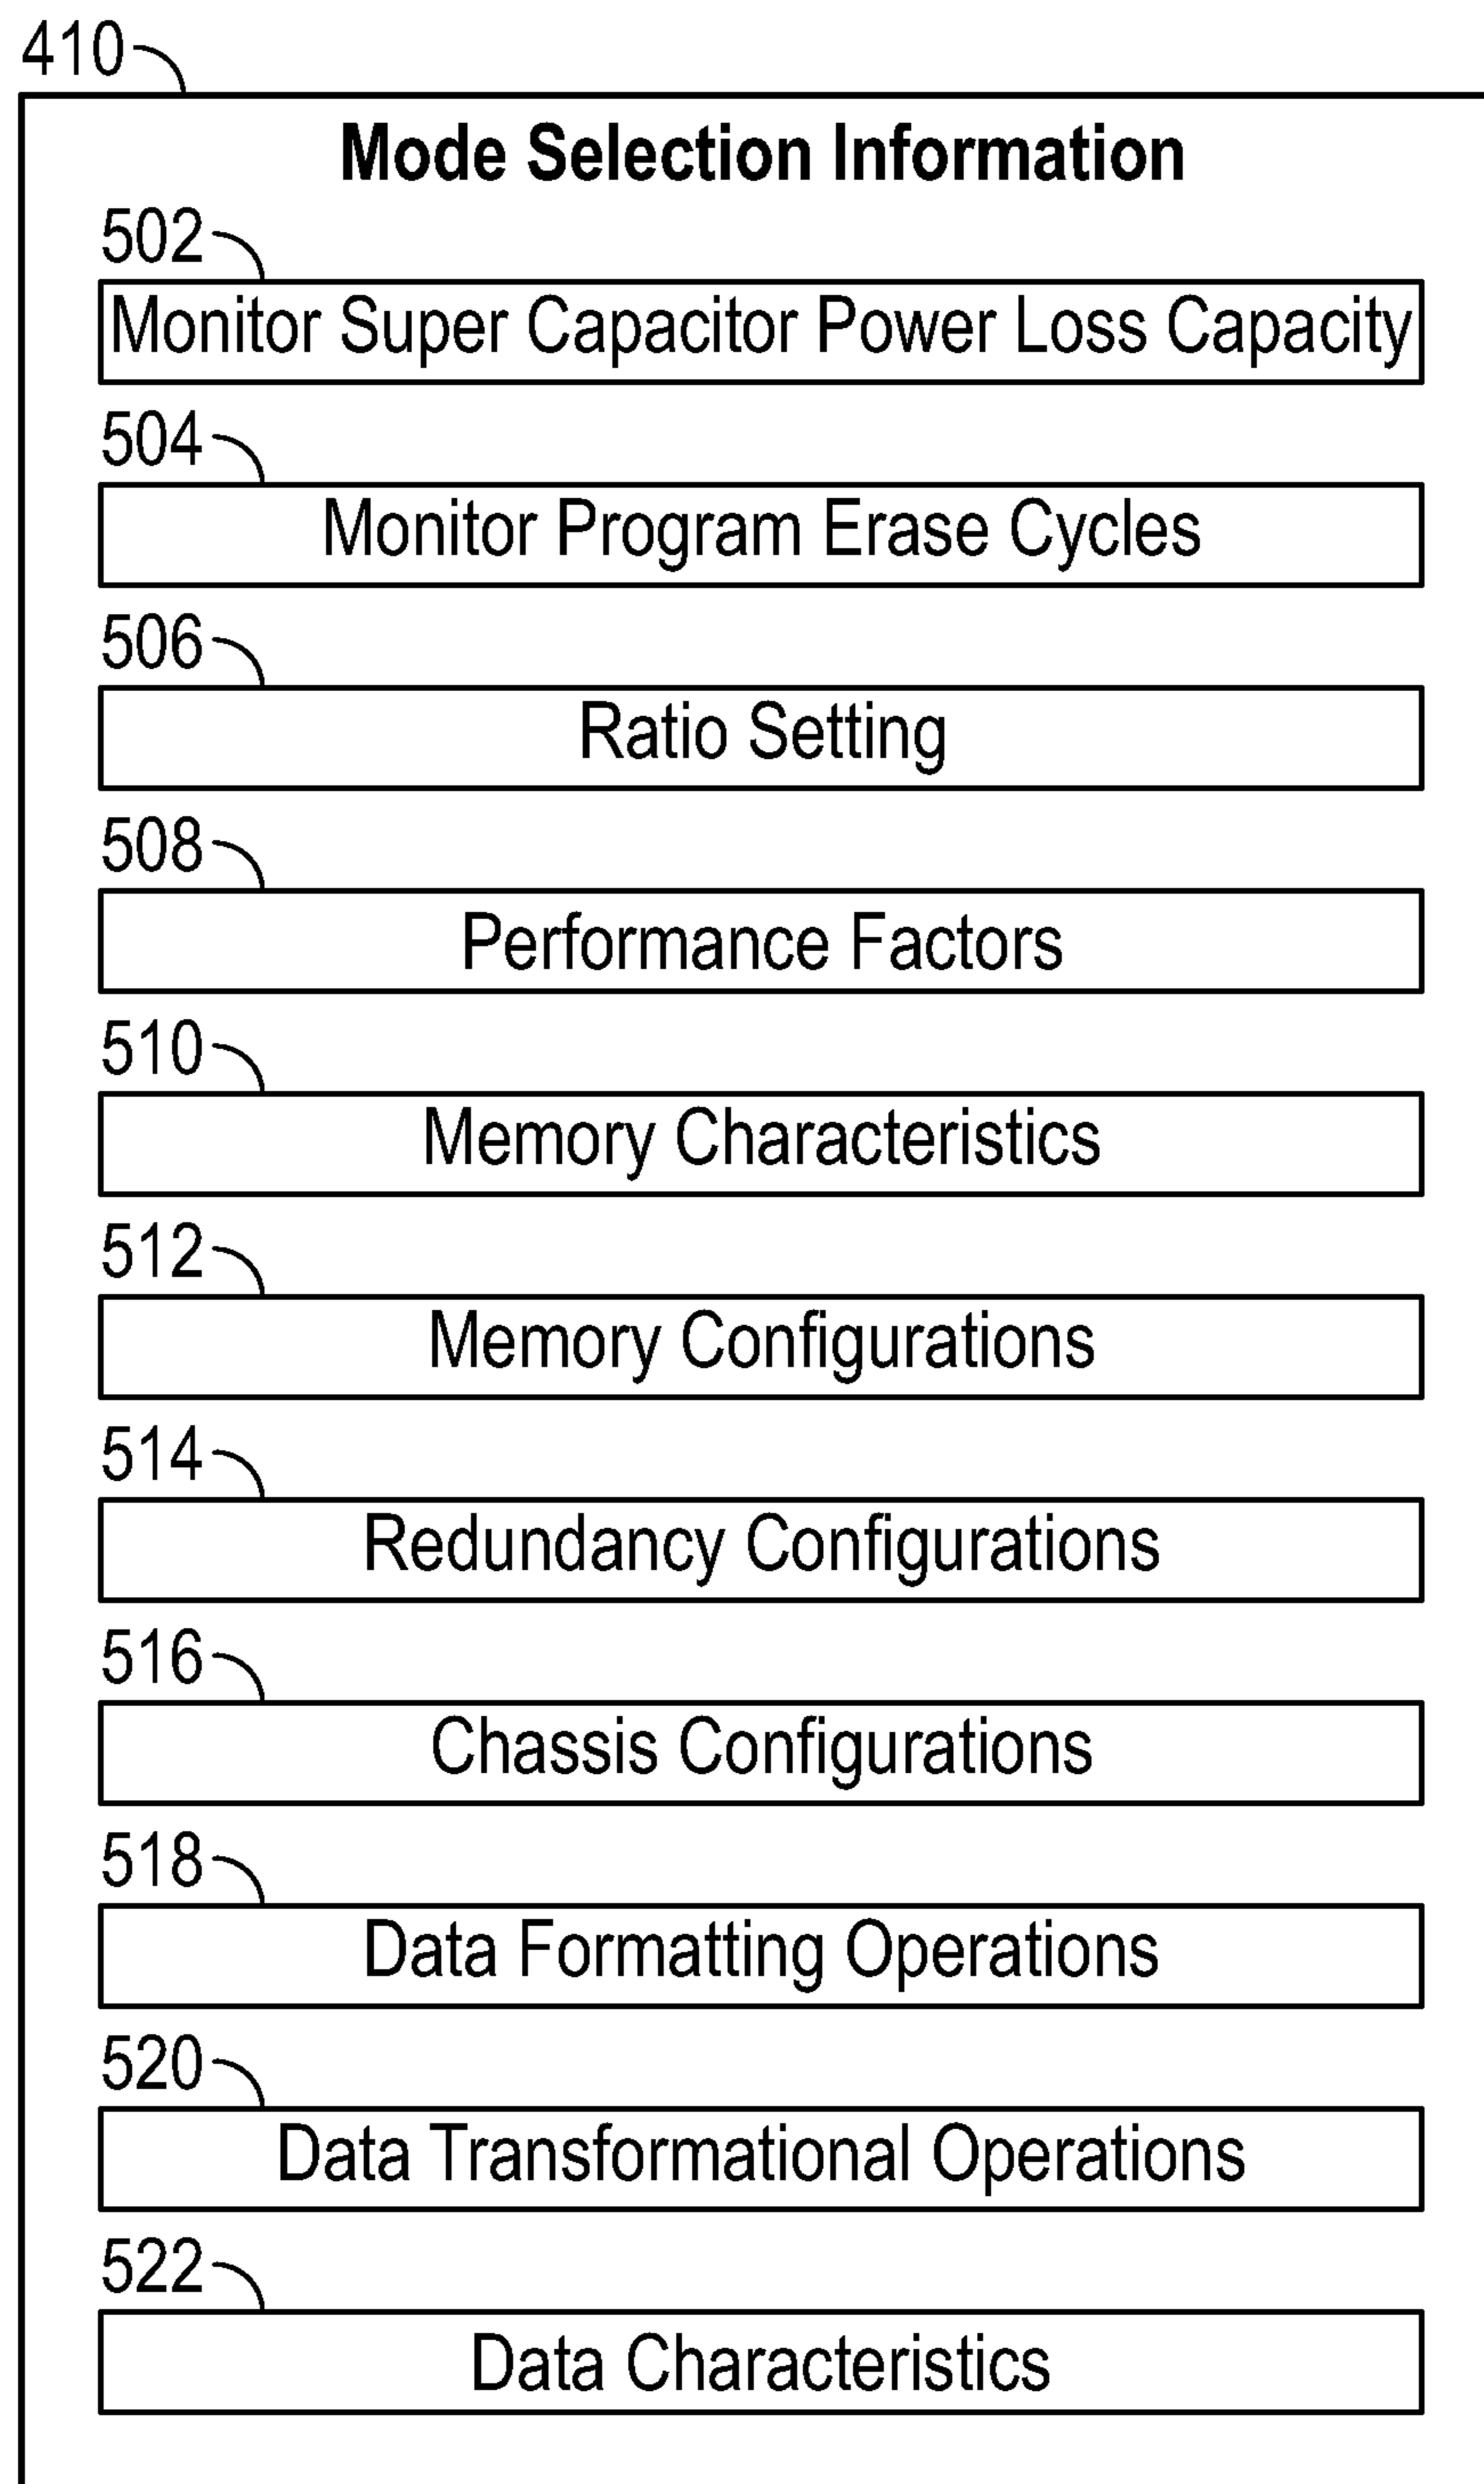 410
Mode Selection Information
502
Monitor Super Capacitor Power Loss Capacity
504
Monitor Program Erase Cycles
506
Ratio Setting
508
Performance Factors
510
Memory Characteristics
512
Memory Configurations
514
Redundancy Configurations
516
Chassis Configurations
518
Data Formatting Operations
520
Data Transformational Operations
522
Data Characteristics